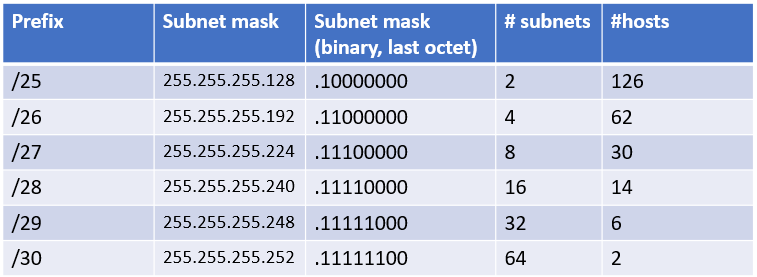 Prefix Subnet mask Subnet mask # subnets #hosts
(binary, last octet)
/25 255.255.255.128 .10000000 2 126
/26 255.255.255.192 .11000000 4 62
/27 255.255.255.224 .11100000 8 30
/28 255.255.255.240 .11110000 16 14
/29 255.255.255.248 .11111000 32 6
/30 255.255.255.252 .11111100 64 2